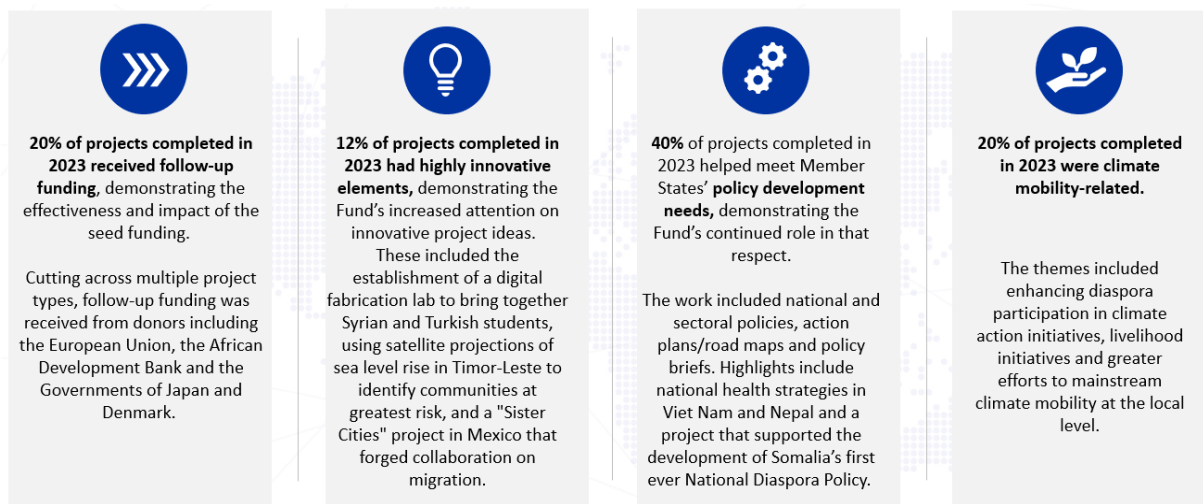 20% of projects completed in
2023 received follow-up
funding, demonstrating the
effectiveness and impact of the
seed funding.
Cutting across multiple project
types, follow-up funding was
received from donors including
the European Union, the African
Development Bank and the
Governments of Japan and
Denmark.
12% of projects completed in
2023 had highly innovative
elements, demonstrating the
Fund's increased attention on
innovative project ideas.
These included the
establishment of a digital
fabrication lab to bring together
Syrian and Turkish students,
using satellite projections of
sea level rise in Timor-Leste to
identify communities at
greatest risk, and a "Sister
Cities" project in Mexico that
forged collaboration on
migration.
40% of projects completed in
2023 helped meet Member
States' policy development
needs, demonstrating the
Fund's continued role in that
respect.
The work included national and
sectoral policies, action
plans/road maps and policy
briefs. Highlights include
national health strategies in
Viet Nam and Nepal and a
project that supported the
development of Somalia's first
ever National Diaspora Policy.
20% of projects completed
in 2023 were climate
mobility-related.
The themes included
enhancing diaspora
participation in climate
action initiatives, livelihood
initiatives and greater
efforts to mainstream
climate mobility at the local
level.